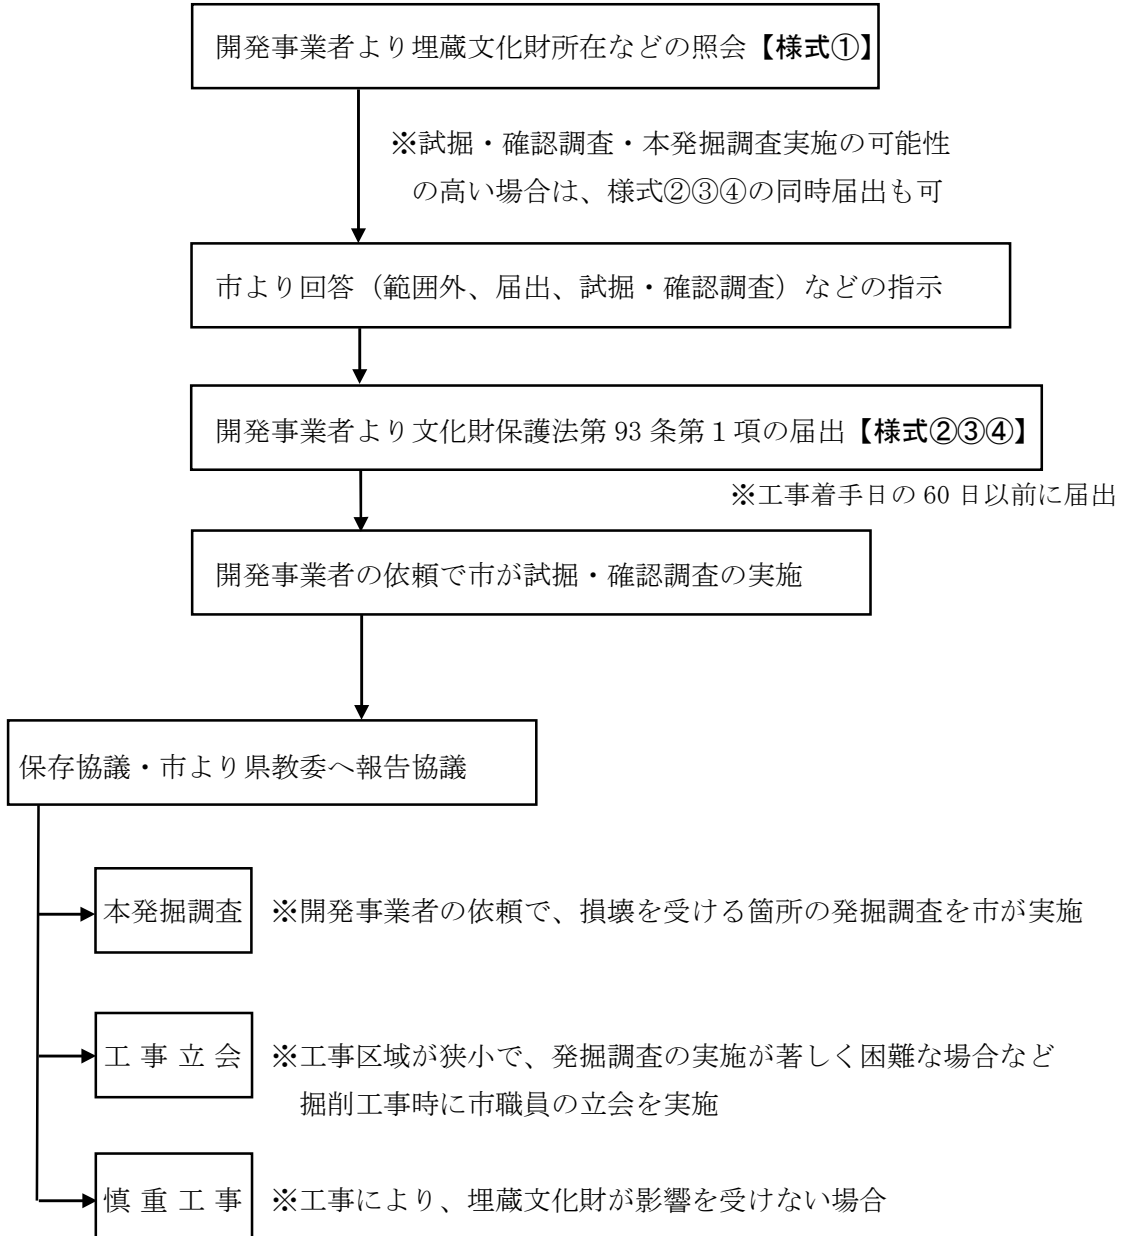 開発事業者より埋蔵文化財所在などの照会【様式①】
※試掘・確認調査・本発掘調査実施の可能性
の高い場合は、様式②③④の同時届出も可
市より回答（範囲外、届出、試掘・確認調査）などの指示
開発事業者より文化財保護法第 93 条第１項の届出【様式②③④】
※工事着手日の 60 日以前に届出
開発事業者の依頼で市が試掘・確認調査の実施
保存協議・市より県教委へ報告協議
本発掘調査 ※開発事業者の依頼で、損壊を受ける箇所の発掘調査を市が実施
工 事 立 会 ※工事区域が狭小で、発掘調査の実施が著しく困難な場合など
掘削工事時に市職員の立会を実施
慎 重 工 事 ※工事により、埋蔵文化財が影響を受けない場合